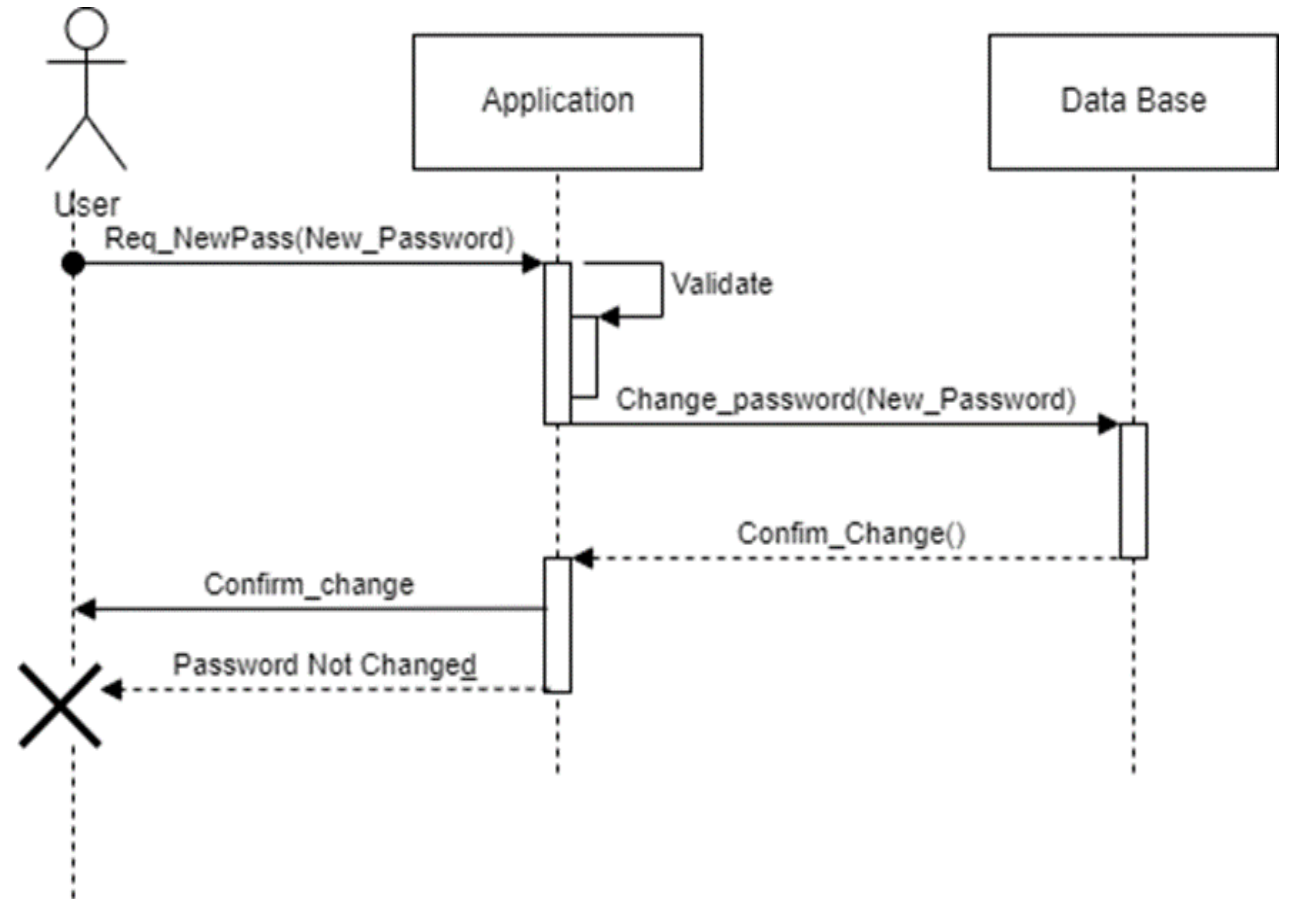 Application
Data Base
User
Req_NewPass(New_Password)
Validate
Change_password(New_Password)
Confim_Change()
Confirm_change
Password Not Changed